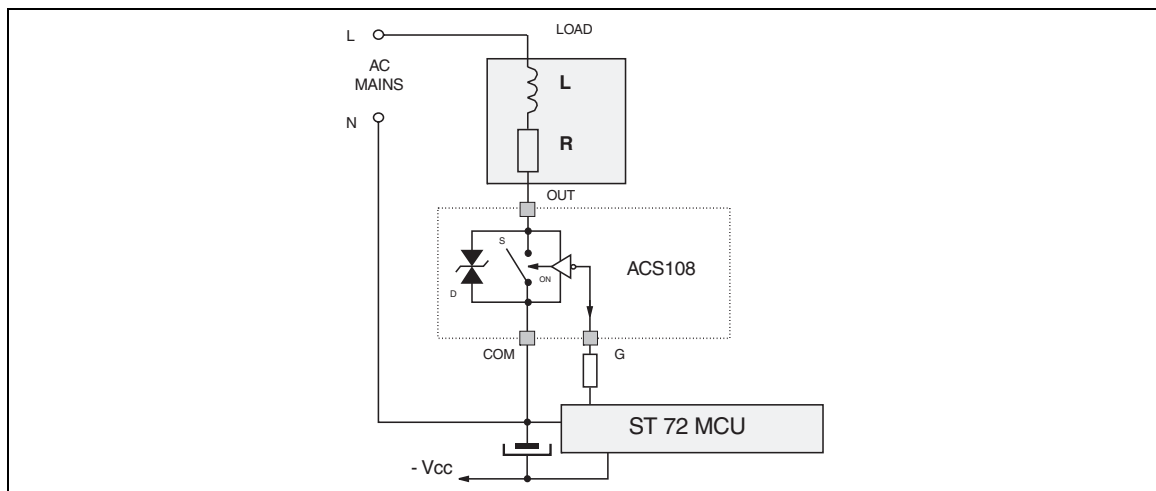 LOAD
L
AC
MAINS
N
L
R
OUT
S
ON
D
ACS108
COM
G
ST 72 MCU
- Vcc